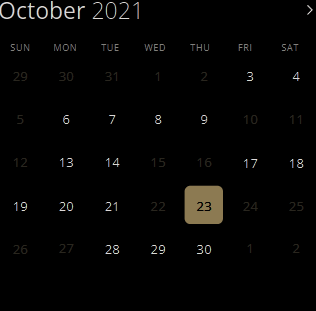 October 2021
SUN MON TUE WED THU FRI SAT
29 30 31 1 2 3 4
5 6 7 8 9 10 11
12 13 14 15 16 17 18
19 20 21 22 23 24 25
26 27 28 29 30 1 2